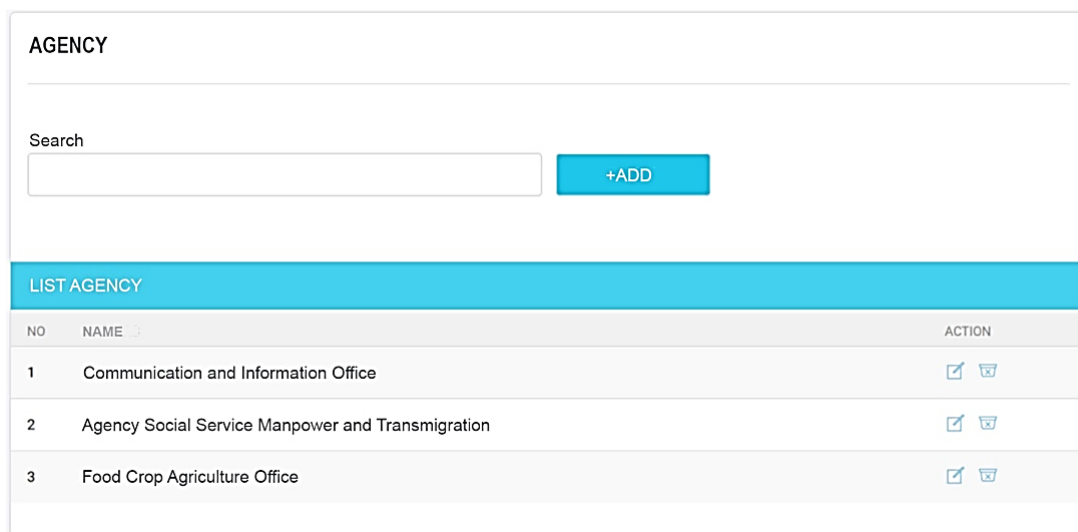 AGENCY
Search
+ADD
LIST AGENCY
NO NAME ACTION
1 Communication and Information Office
2 Agency Social Service Manpower and Transmigration
3 Food Crop Agriculture Office